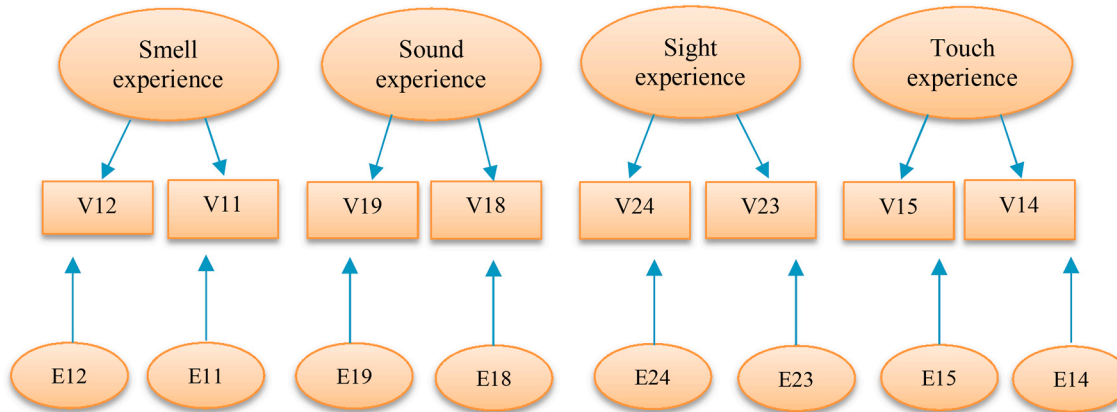 Smell
experience
Sound
experience
Sight
experience
Touch
experience
V12
V11
V19
V18
V24
V23
V15
V14
E12
E11
E19
E18
E24
E23
E15
E14